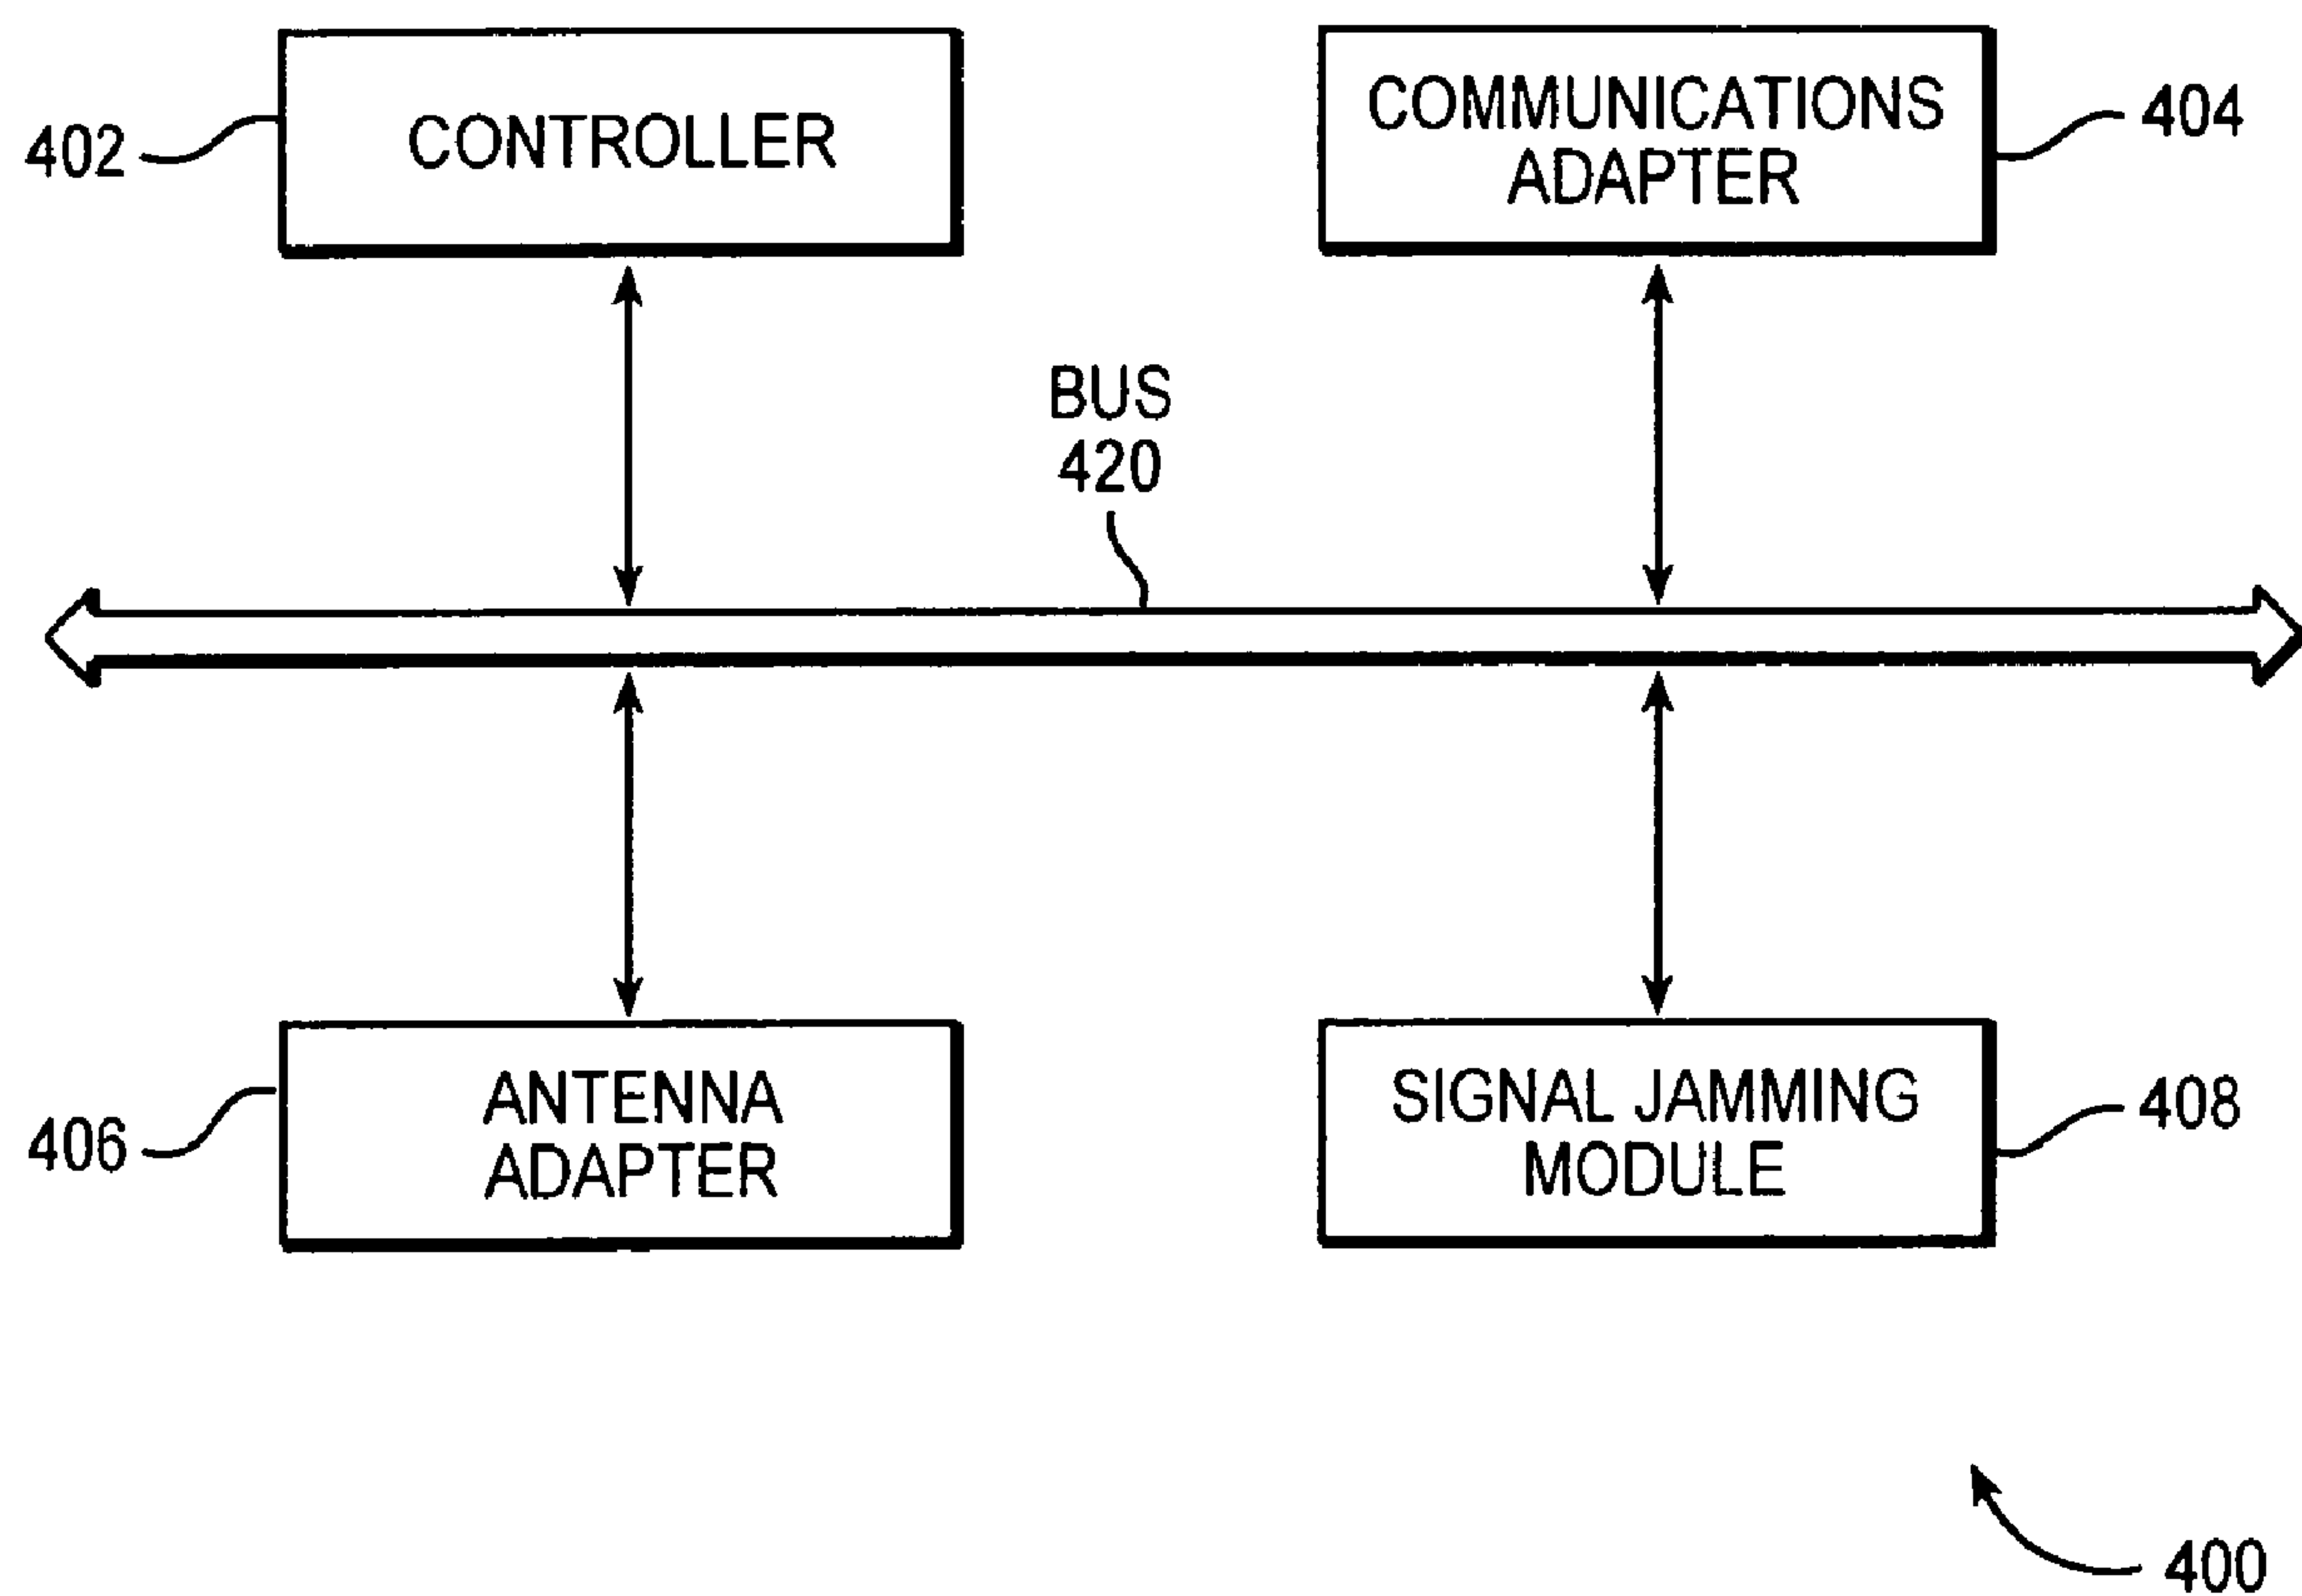 402
CONTROLLER
COMMUNICATIONS
ADAPTER
404
BUS
420
406
ANTENNA
ADAPTER
SIGNAL JAMMING
MODULE
408
400